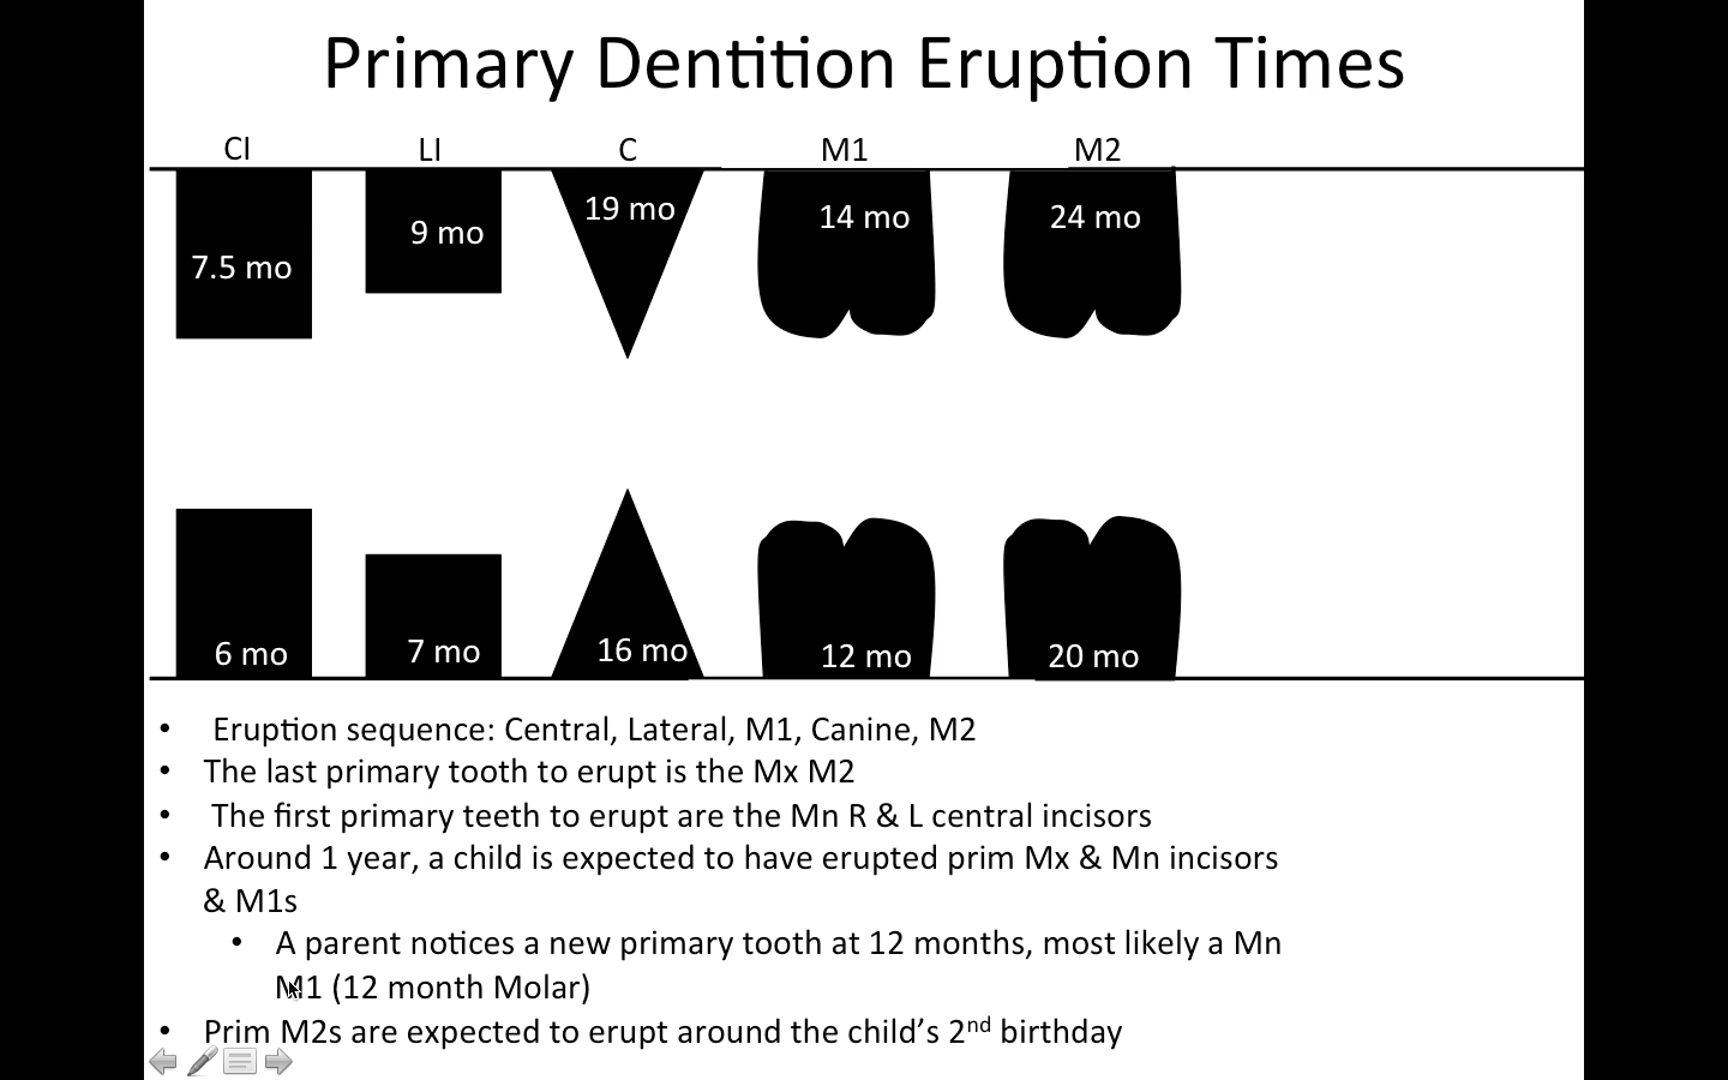 Primary Dentition Eruption Times
CI LI C M1 M2
7.5 mo 9 mo 19 mo 14 mo 24 mo
6 mo 7 mo 16 mo 12 mo 20 mo
• Eruption sequence: Central, Lateral, M1, Canine, M2
• The last primary tooth to erupt is the Mx M2
• The first primary teeth to erupt are the Mn R & L central incisors
• Around 1 year, a child is expected to have erupted prim Mx & Mn incisors
& M1s
• A parent notices a new primary tooth at 12 months, most likely a Mn
M1 (12 month Molar)
• Prim M2s are expected to erupt around the child’s 2nd birthday